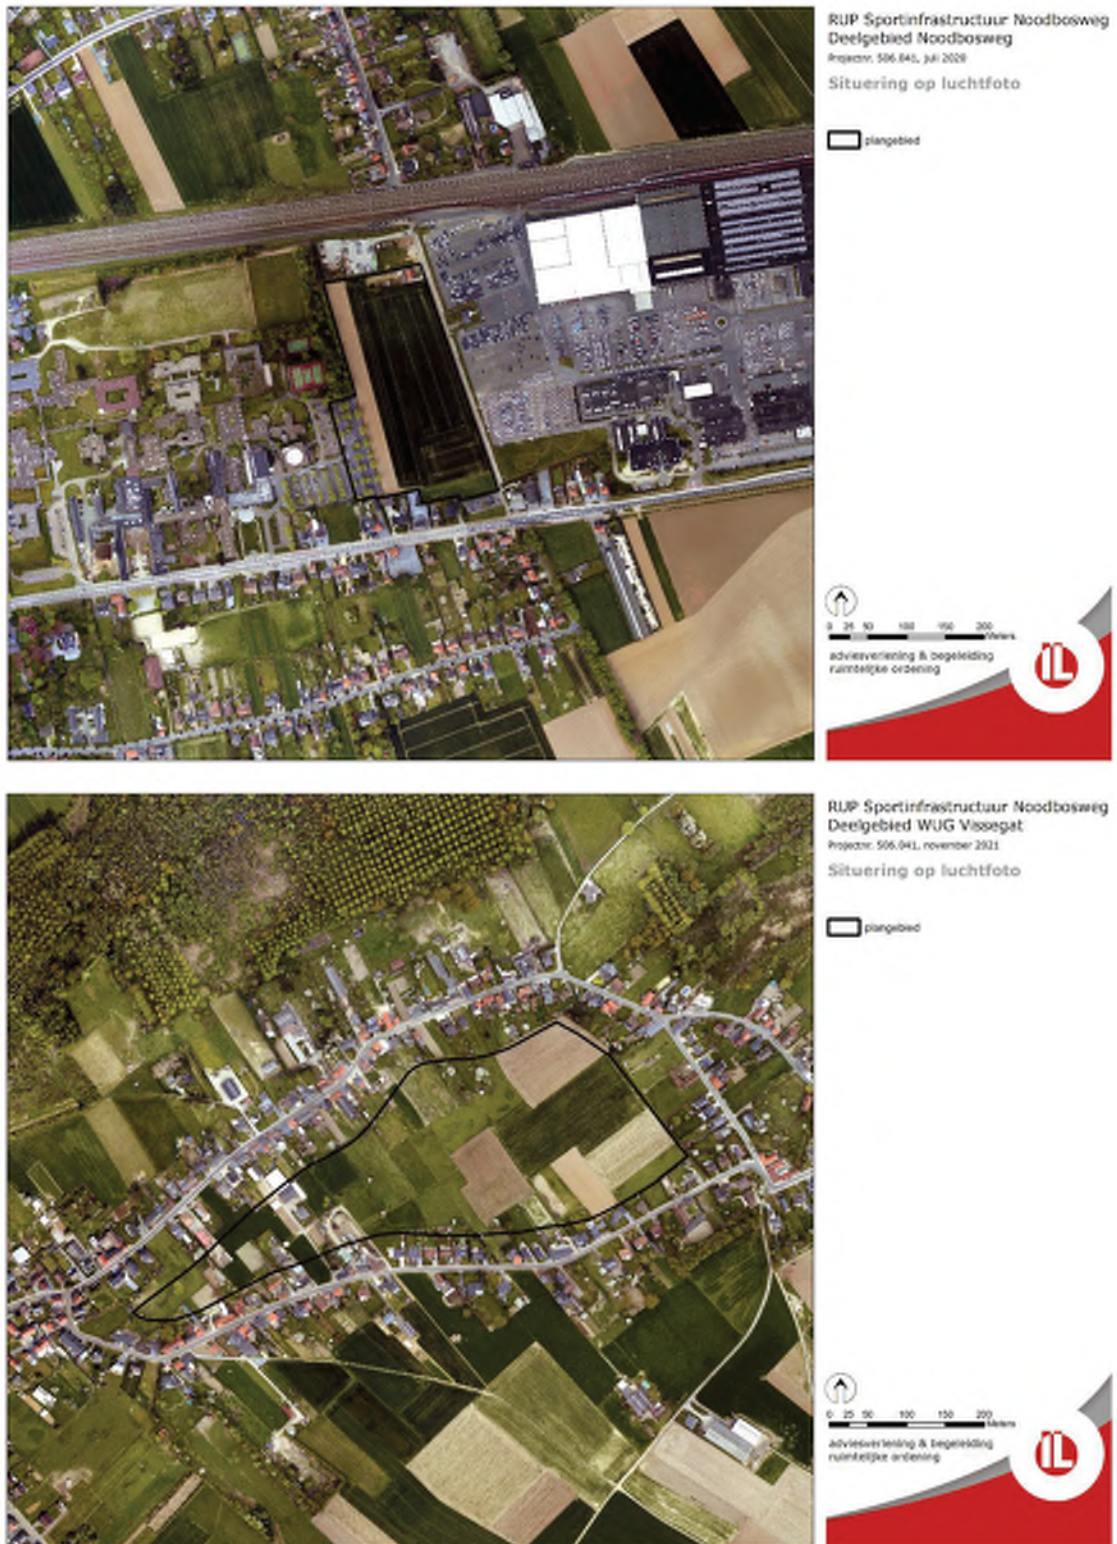 RUP Sportinfrastructuur Noodbosweg
Deelgebied Noodbosweg
Projectnr. 506.041, juli 2020
Situering op luchtfoto
plangebied
0 25 50 100 150 200
Meters
adviesverlening & begeleiding
ruimtelijke ordening
IL
RUP Sportinfrastructuur Noodbosweg
Deelgebied WUG Vissegat
Projectnr. 506.041, november 2021
Situering op luchtfoto
plangebied
0 25 50 100 150 200
Meters
adviesverlening & begeleiding
ruimtelijke ordening
IL